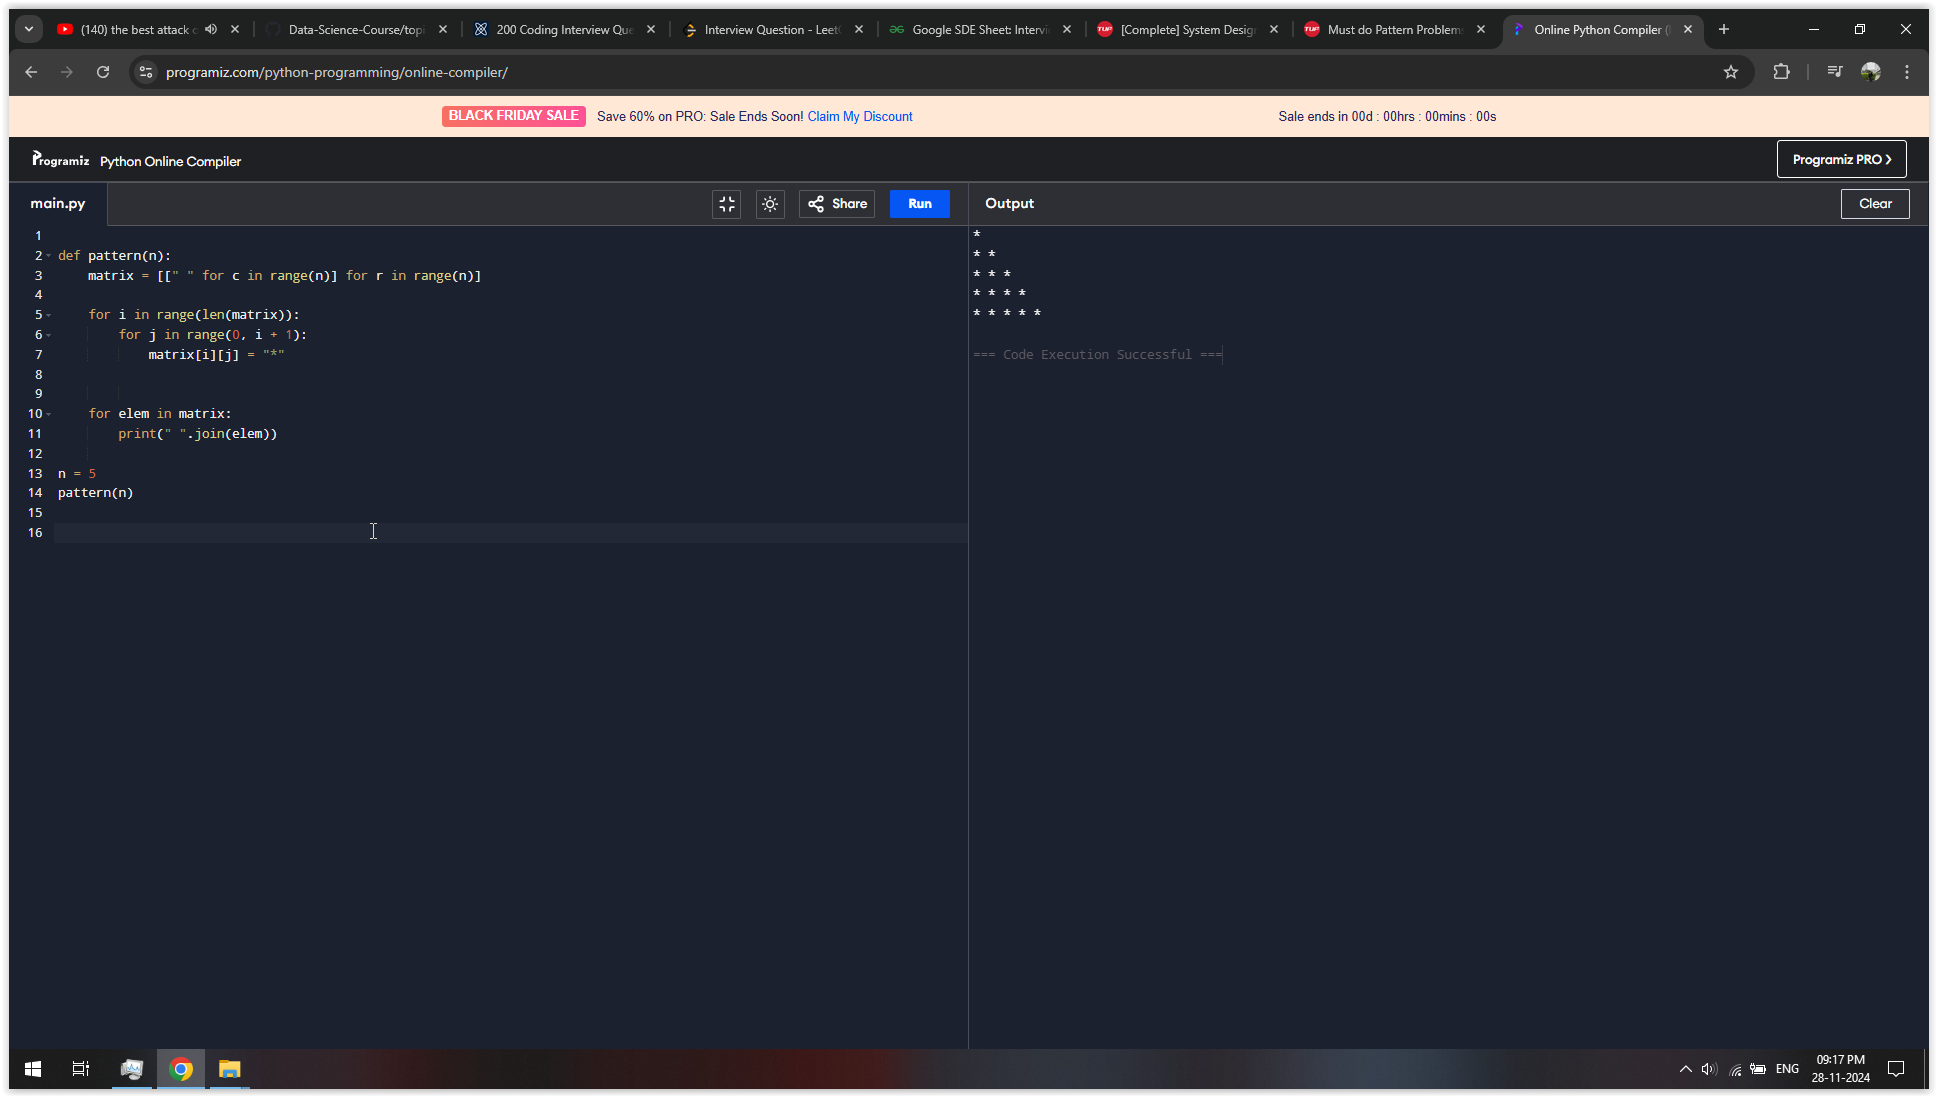 (140) the best attack
Data-Science-Course/topi
200 Coding Interview Que
Interview Question - Leet
Google SDE Sheet: Intervi
[Complete] System Design
Must do Pattern Problems
Online Python Compiler (
programiz.com/python-programming/online-compiler/
BLACK FRIDAY SALE Save 60% on PRO: Sale Ends Soon! Claim My Discount
Sale ends in 00d : 00hrs : 00mins : 00s
Programiz Python Online Compiler
Programiz PRO >
main.py
Share
Run
Output
Clear
1
2 def pattern(n):
3     matrix = [[" " for c in range(n)] for r in range(n)]
4
5     for i in range(len(matrix)):
6         for j in range(0, i + 1):
7             matrix[i][j] = "*"
8
9
10     for elem in matrix:
11         print(" ".join(elem))
12
13 n = 5
14 pattern(n)
15
16
*
* *
* * *
* * * *
* * * * *
=== Code Execution Successful ===
ENG
09:17 PM
28-11-2024